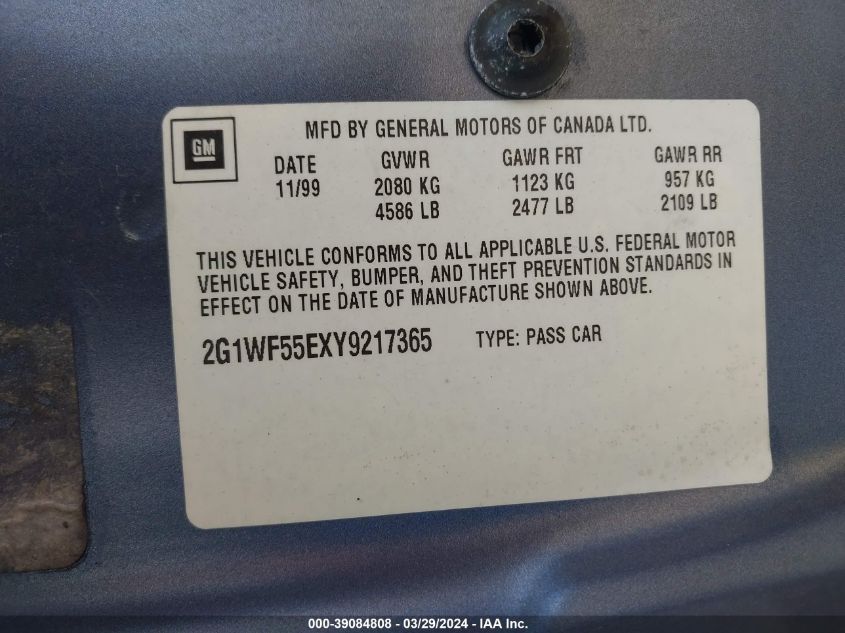 GM
MFD BY GENERAL MOTORS OF CANADA LTD.
DATE GVWR GAWR FRT GAWR RR
11/99 2080 KG 1123 KG 957 KG
4586 LB 2477 LB 2109 LB
THIS VEHICLE CONFORMS TO ALL APPLICABLE U.S. FEDERAL MOTOR
VEHICLE SAFETY, BUMPER, AND THEFT PREVENTION STANDARDS IN
EFFECT ON THE DATE OF MANUFACTURE SHOWN ABOVE.
2G1WF55EXY9217365 TYPE: PASS CAR
000-39084808 - 03/29/2024 - IAA Inc.